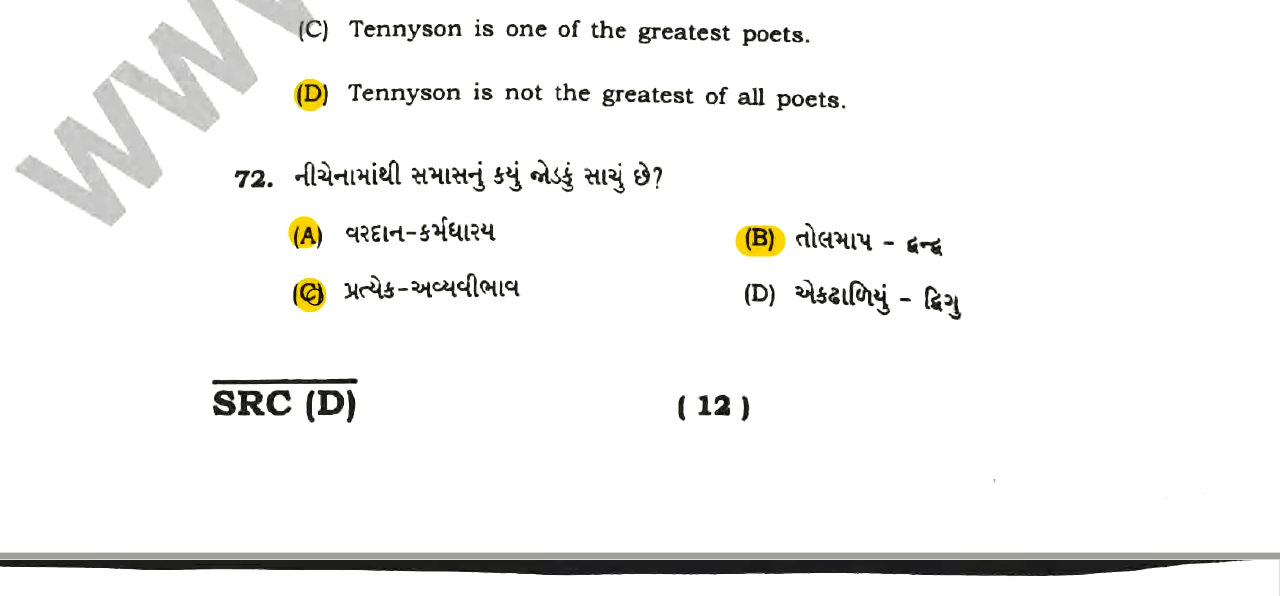 WW
(C) Tennyson is one of the greatest poets.
(D) Tennyson is not the greatest of all poets.
72. નીચેનામાંથી સમાસનું કયું જોડકું સાચું છે?
(A) વરદાન-કર્મધારય (B) તોલમાપ - દ્વન્દ્વ
(C) પ્રત્યેક-અવ્યવીભાવ (D) એકઢાળિયું - દ્વિગુ
SRC (D) ( 12 )